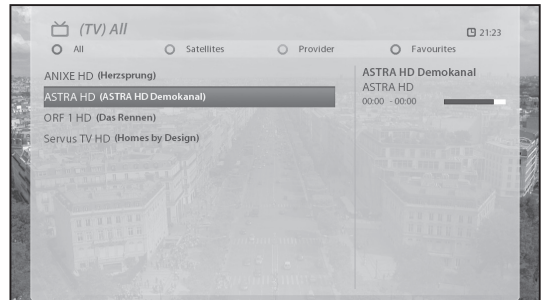 (TV) All
21:23
All Satellites Provider Favourites
ANIXE HD (Herzsprung)
ASTRA HD (ASTRA HD Demokanal)
ORF 1 HD (Das Rennen)
Servus TV HD (Homes by Design)
ASTRA HD Demokanal
ASTRA HD
00:00 - 00:00